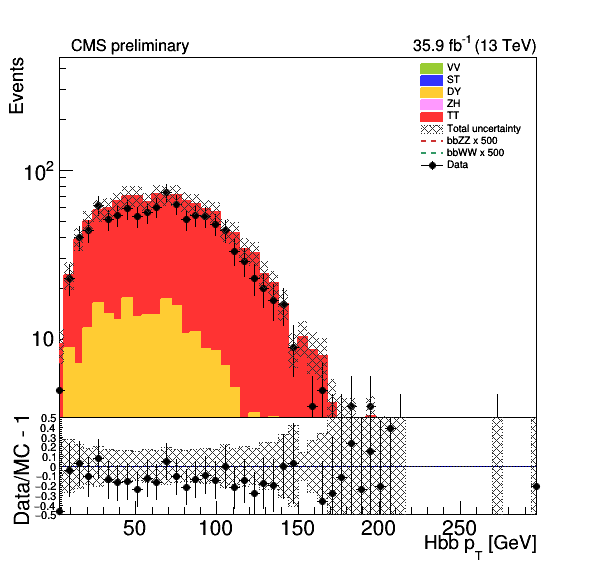 CMS preliminary 35.9 fb⁻¹ (13 TeV)
Events
VV
ST
DY
ZH
TT
Total uncertainty
bbZZ x 500
bbWW x 500
Data
10²
10
Data/MC - 1
0.5
0.4
0.3
0.2
0.1
0
−0.1
−0.2
−0.3
−0.4
−0.5
50 100 150 200 250
Hbb p_T [GeV]